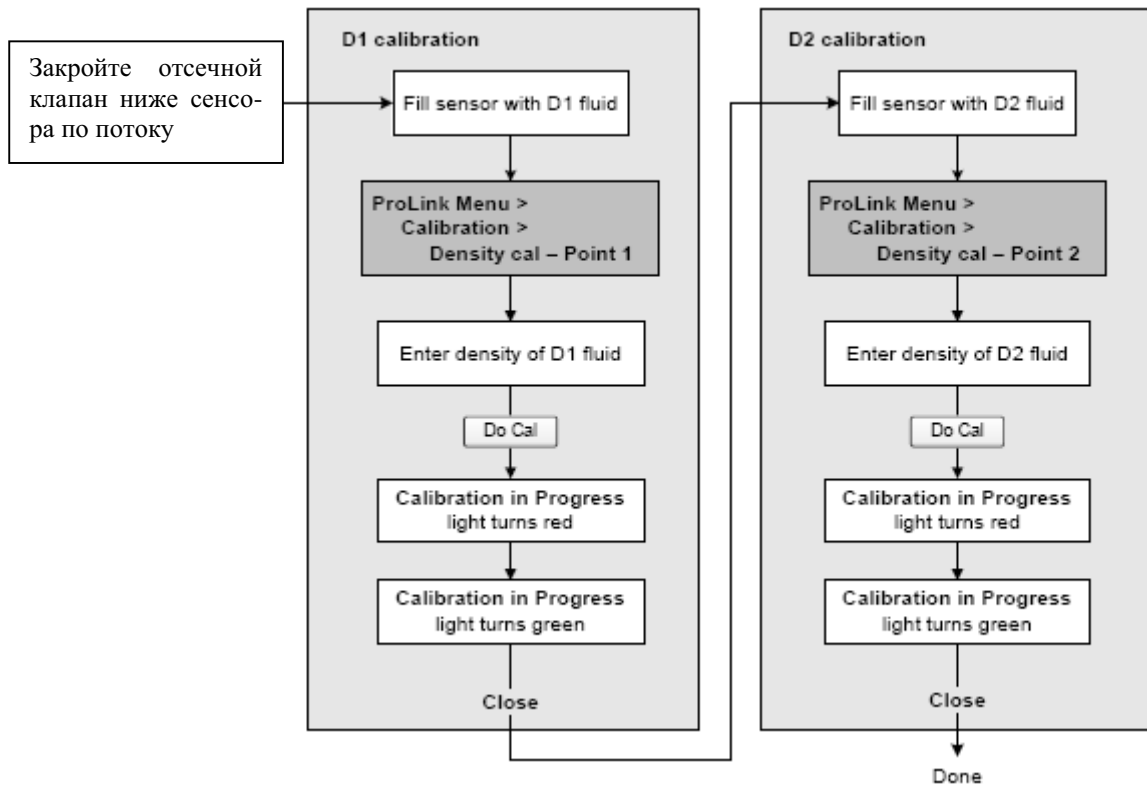 Закройте отсечной
клапан ниже сенсо-
ра по потоку
D1 calibration
Fill sensor with D1 fluid
ProLink Menu >
Calibration >
Density cal – Point 1
Enter density of D1 fluid
Do Cal
Calibration in Progress
light turns red
Calibration in Progress
light turns green
Close
D2 calibration
Fill sensor with D2 fluid
ProLink Menu >
Calibration >
Density cal – Point 2
Enter density of D2 fluid
Do Cal
Calibration in Progress
light turns red
Calibration in Progress
light turns green
Close
Done